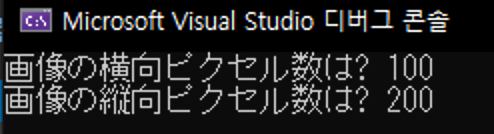 Microsoft Visual Studio 디버그 콘솔
画像の横向ピクセル数は? 100
画像の縦向ピクセル数は? 200